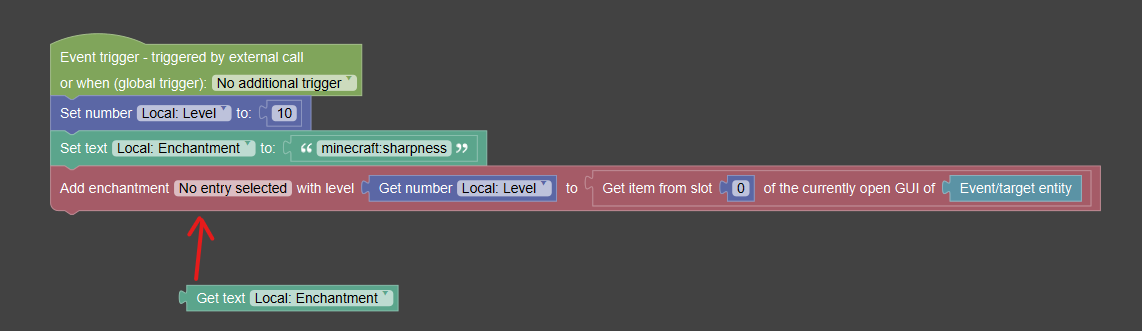 Event trigger - triggered by external call
or when (global trigger): No additional trigger
Set number Local: Level to: 10
Set text Local: Enchantment to: “ minecraft:sharpness ”
Add enchantment No entry selected with level Get number Local: Level to Get item from slot 0 of the currently open GUI of Event/target entity
Get text Local: Enchantment